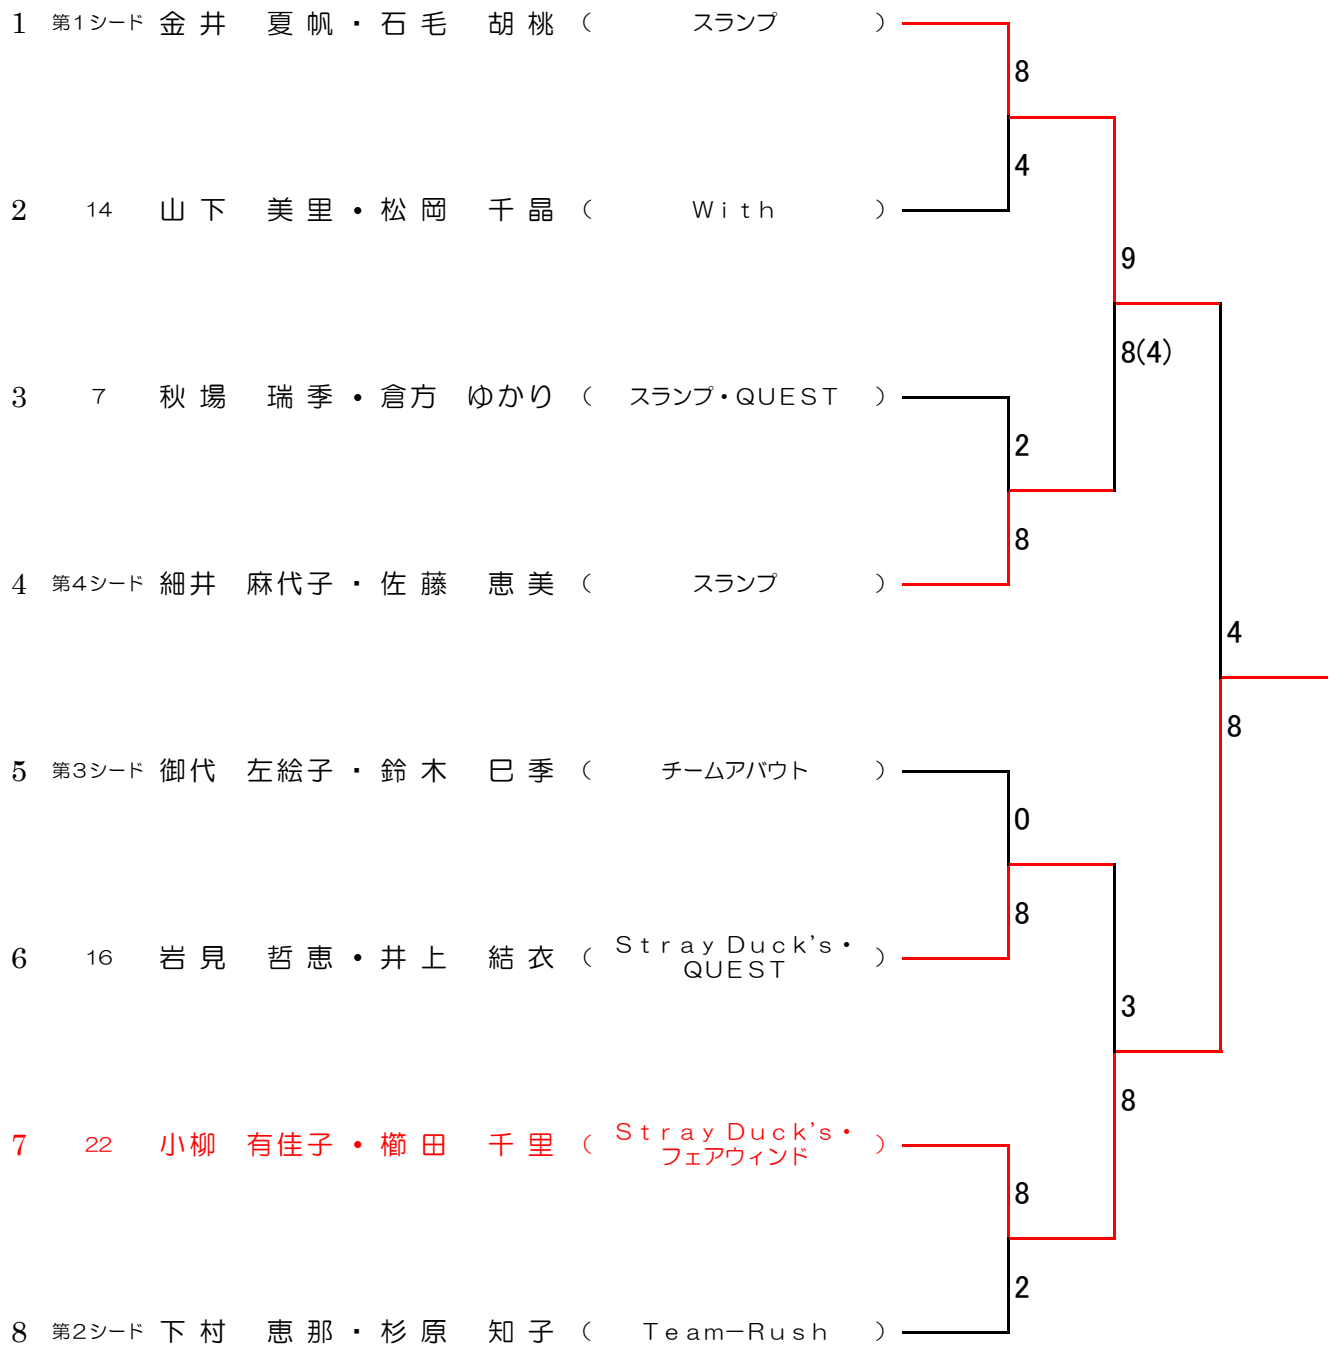 1 第1シード 金井 夏帆・石毛 胡桃 ( スランプ )
8
4
2 14 山下 美里・松岡 千晶 ( With )
9
8(4)
3 7 秋場 瑞季・倉方 ゆかり ( スランプ・QUEST )
2
8
4 第4シード 細井 麻代子・佐藤 恵美 ( スランプ )
4
8
5 第3シード 御代 左絵子・鈴木 巳季 ( チームアバウト )
0
8
6 16 岩見 哲恵・井上 結衣 ( Stray Duck's・
QUEST )
3
8
7 22 小柳 有佳子・櫛田 千里 ( Stray Duck's・
フェアウィンド )
8
2
8 第2シード 下村 恵那・杉原 知子 ( Team−Rush )